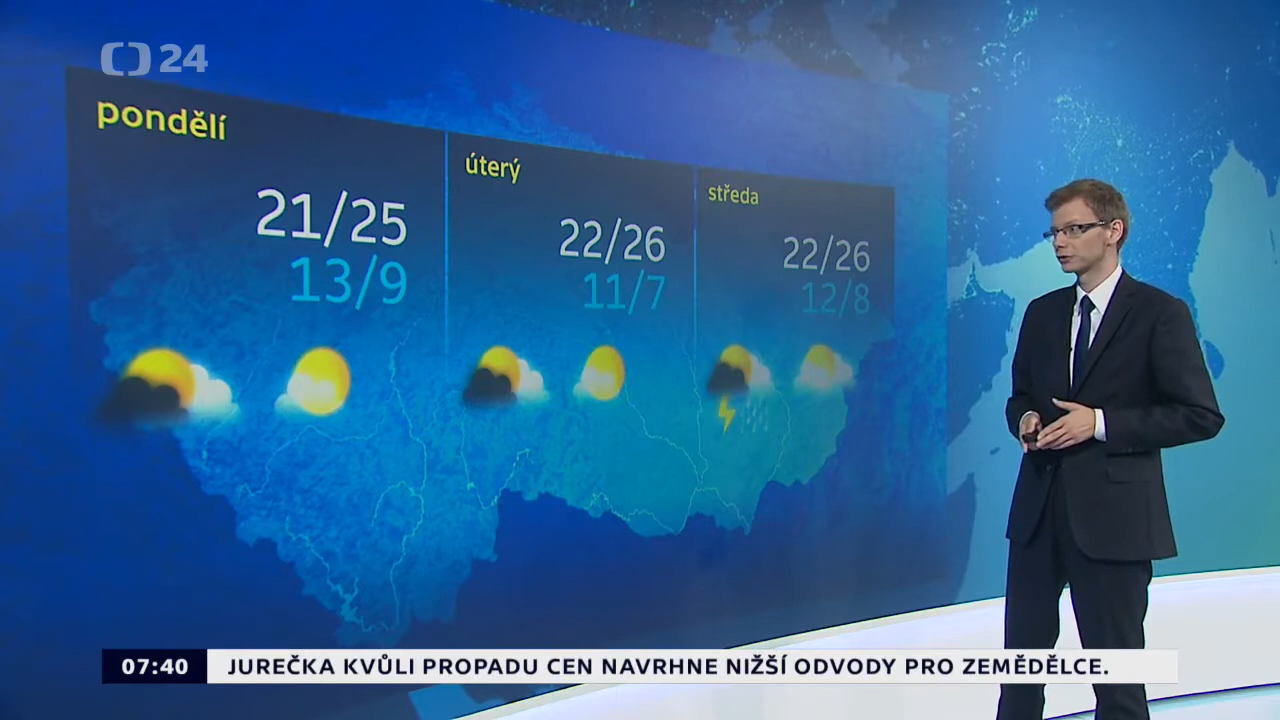 24
pondělí
21/25
13/9
úterý
22/26
11/7
středa
22/26
12/8
07:40
JUREČKA KVŮLI PROPADU CEN NAVRHNE NIŽŠÍ ODVODY PRO ZEMĚDĚLCE.